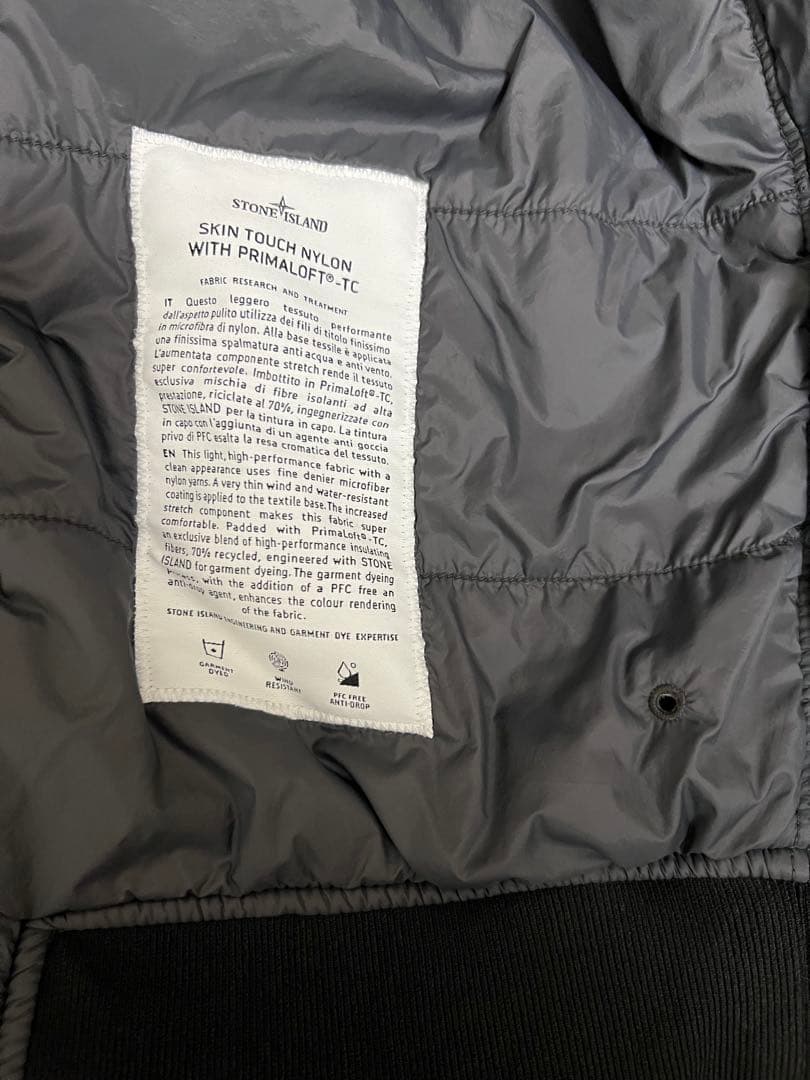 STONE ISLAND
SKIN TOUCH NYLON
WITH PRIMALOFT®-TC
FABRIC RESEARCH AND TREATMENT
IT Questo leggero tessuto performante
dall'aspetto pulito utilizza dei fili di titolo finissimo
in microfibra di nylon. Alla base tessile è applicata
una finissima spalmatura anti acqua e anti vento.
L'aumentata componente stretch rende il tessuto
super confortevole. Imbottito in PrimaLoft®-TC,
esclusiva mischia di fibre isolanti ad alta
prestazione, riciclate al 70%, ingegnerizzate con
STONE ISLAND per la tintura in capo. La tintura
in capo con l'aggiunta di un agente anti goccia
privo di PFC esalta la resa cromatica del tessuto.
EN This light, high-performance fabric with a
clean appearance uses fine denier microfiber
nylon yarns. A very thin wind and water-resistant
coating is applied to the textile base. The increased
stretch component makes this fabric super
comfortable. Padded with PrimaLoft®-TC,
an exclusive blend of high-performance insulating
fibers, 70% recycled, engineered with STONE
ISLAND for garment dyeing. The garment dyeing
with the addition of a PFC free an
anti-drop agent, enhances the colour rendering
of the fabric.
STONE ISLAND ENGINEERING AND GARMENT DYE EXPERTISE
GARMENT
DYED
WIND
RESISTANT
PFC FREE
ANTI-DROP